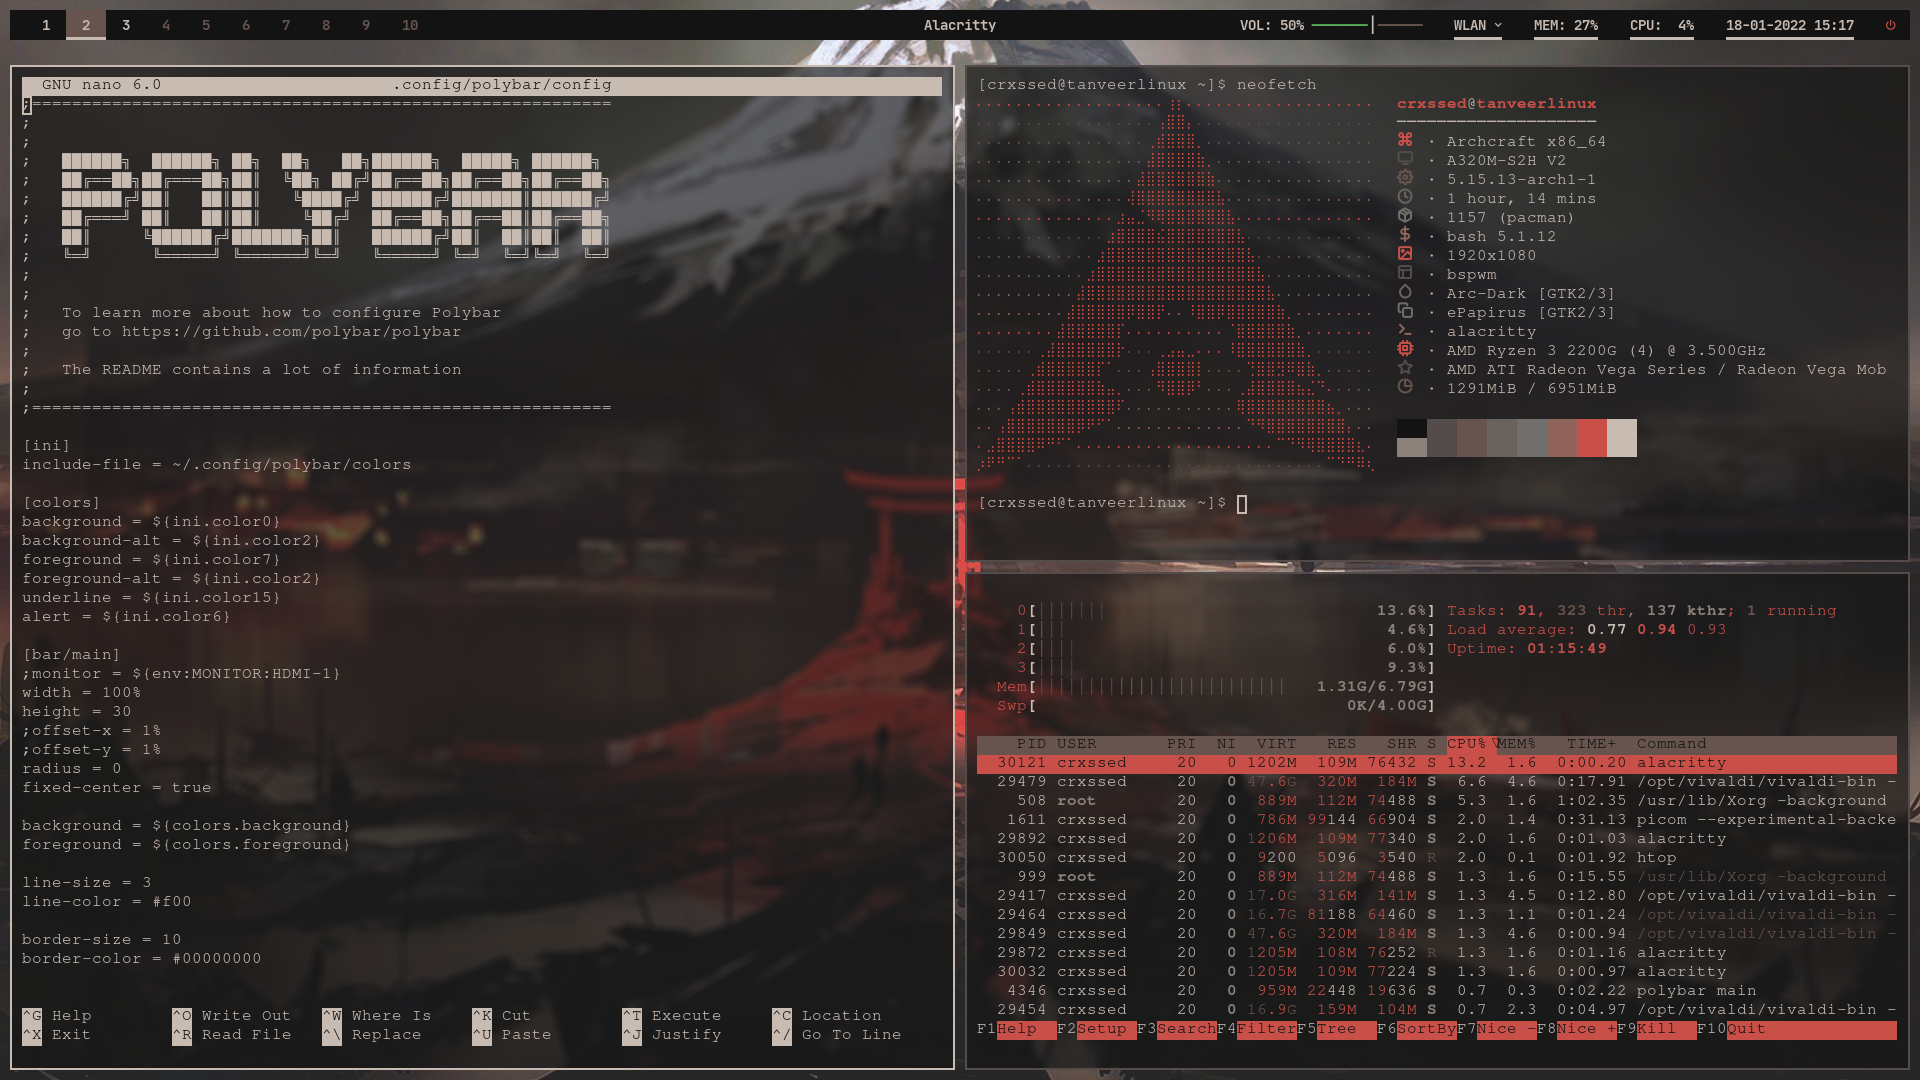 1 2 3 4 5 6 7 8 9 10 Alacritty VOL: 50% WLAN MEM: 27% CPU: 4% 18-01-2022 15:17
GNU nano 6.0 .config/polybar/config
;==========================================================
;
;
; POLYBAR
;
;
;
;
;
;
;
; To learn more about how to configure Polybar
; go to https://github.com/polybar/polybar
;
; The README contains a lot of information
;
;==========================================================
[ini]
include-file = ~/.config/polybar/colors
[colors]
background = ${ini.color0}
background-alt = ${ini.color2}
foreground = ${ini.color7}
foreground-alt = ${ini.color2}
underline = ${ini.color15}
alert = ${ini.color6}
[bar/main]
;monitor = ${env:MONITOR:HDMI-1}
width = 100%
height = 30
;offset-x = 1%
;offset-y = 1%
radius = 0
fixed-center = true
background = ${colors.background}
foreground = ${colors.foreground}
line-size = 3
line-color = #f00
border-size = 10
border-color = #00000000
^G Help ^O Write Out ^W Where Is ^K Cut ^T Execute ^C Location
^X Exit ^R Read File ^\ Replace ^U Paste ^J Justify ^/ Go To Line
[crxssed@tanveerlinux ~]$ neofetch
crxssed@tanveerlinux
────────────────────
· Archcraft x86_64
· A320M-S2H V2
· 5.15.13-arch1-1
· 1 hour, 14 mins
· 1157 (pacman)
· bash 5.1.12
· 1920x1080
· bspwm
· Arc-Dark [GTK2/3]
· ePapirus [GTK2/3]
· alacritty
· AMD Ryzen 3 2200G (4) @ 3.500GHz
· AMD ATI Radeon Vega Series / Radeon Vega Mob
· 1291MiB / 6951MiB
[crxssed@tanveerlinux ~]$
0[||||||| 13.6%] Tasks: 91, 323 thr, 137 kthr; 1 running
1[||| 4.6%] Load average: 0.77 0.94 0.93
2[|||| 6.0%] Uptime: 01:15:49
3[|||| 9.3%]
Mem[||||||||||||||||||||||||| 1.31G/6.79G]
Swp[ 0K/4.00G]
PID USER PRI NI VIRT RES SHR S CPU%▽MEM% TIME+ Command
30121 crxssed 20 0 1202M 109M 76432 S 13.2 1.6 0:00.20 alacritty
29479 crxssed 20 0 47.6G 320M 184M S 6.6 4.6 0:17.91 /opt/vivaldi/vivaldi-bin -
508 root 20 0 889M 112M 74488 S 5.3 1.6 1:02.35 /usr/lib/Xorg -background
1611 crxssed 20 0 786M 99144 66904 S 2.0 1.4 0:31.13 picom --experimental-backe
29892 crxssed 20 0 1206M 109M 77340 S 2.0 1.6 0:01.03 alacritty
30050 crxssed 20 0 9200 5096 3540 R 2.0 0.1 0:01.92 htop
999 root 20 0 889M 112M 74488 S 1.3 1.6 0:15.55 /usr/lib/Xorg -background
29417 crxssed 20 0 17.0G 316M 141M S 1.3 4.5 0:12.80 /opt/vivaldi/vivaldi-bin -
29464 crxssed 20 0 16.7G 81188 64460 S 1.3 1.1 0:01.24 /opt/vivaldi/vivaldi-bin -
29849 crxssed 20 0 47.6G 320M 184M S 1.3 4.6 0:00.94 /opt/vivaldi/vivaldi-bin -
29872 crxssed 20 0 1205M 108M 76252 R 1.3 1.6 0:01.16 alacritty
30032 crxssed 20 0 1205M 109M 77224 S 1.3 1.6 0:00.97 alacritty
4346 crxssed 20 0 959M 22448 19636 S 0.7 0.3 0:02.22 polybar main
29454 crxssed 20 0 16.9G 159M 104M S 0.7 2.3 0:04.97 /opt/vivaldi/vivaldi-bin -
F1Help F2Setup F3SearchF4FilterF5Tree F6SortByF7Nice -F8Nice +F9Kill F10Quit